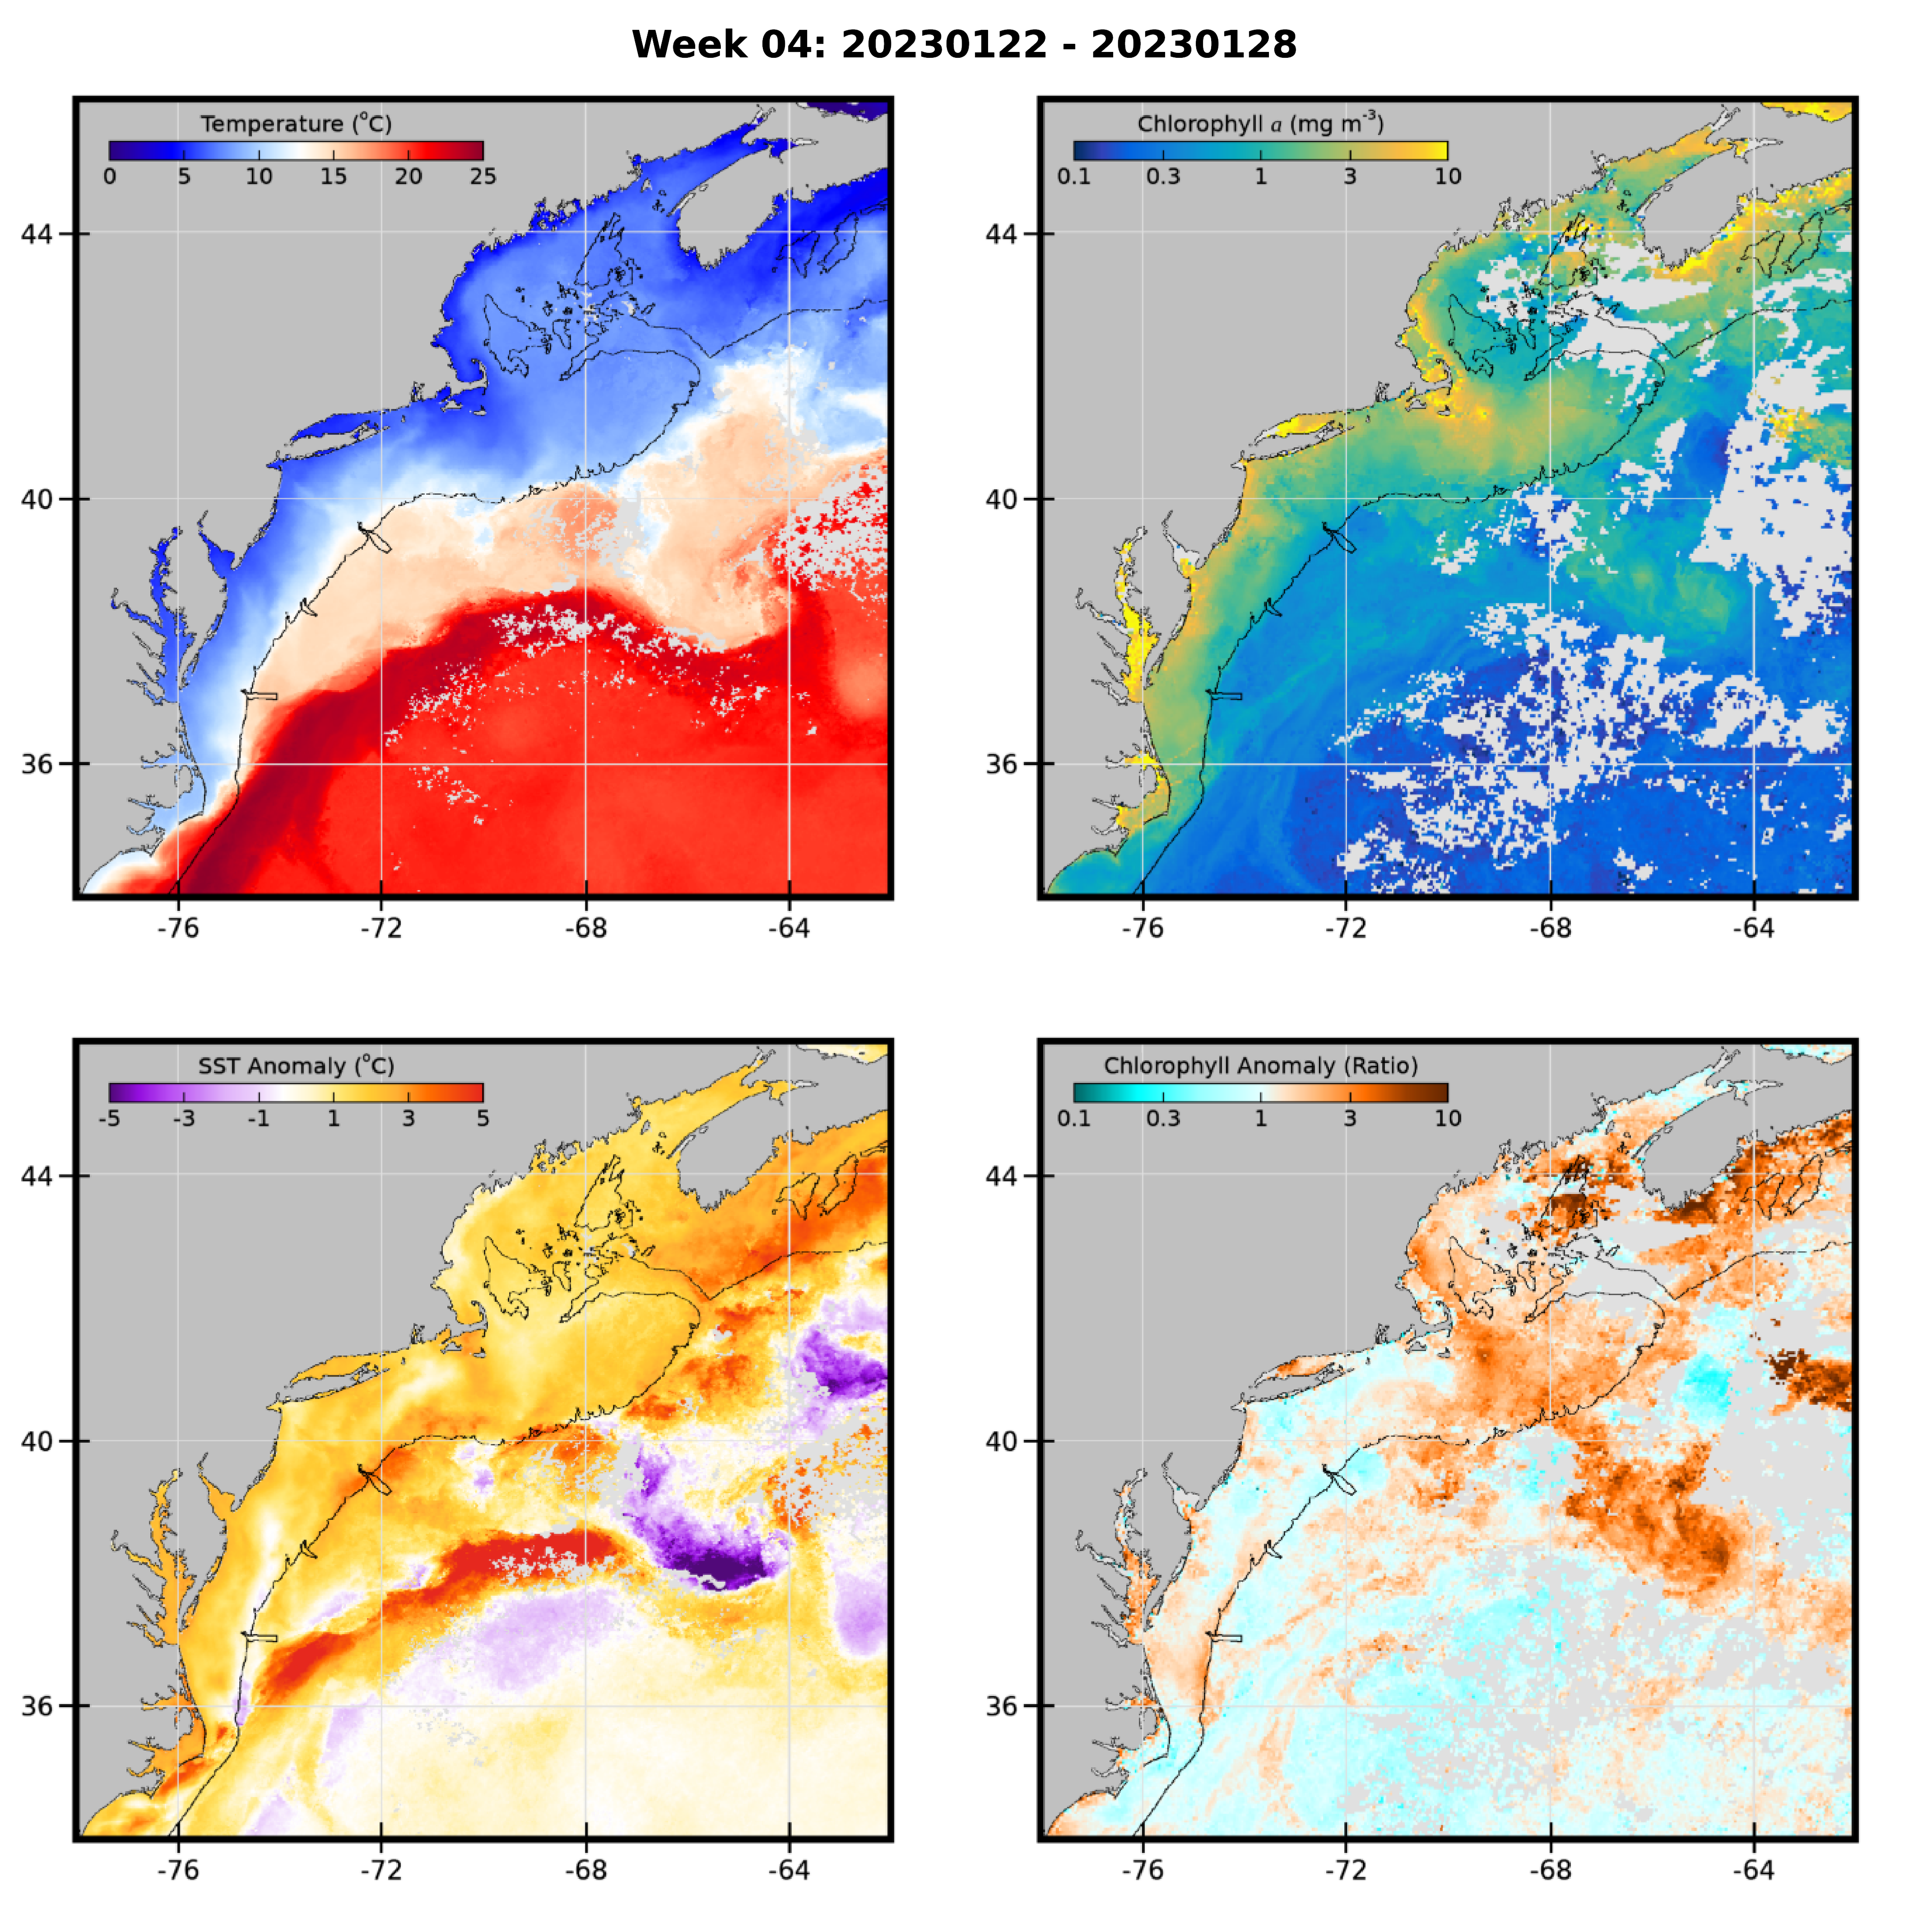 Week 04: 20230122 - 20230128
Temperature (°C)
0 5 10 15 20 25
44
40
36
-76 -72 -68 -64
Chlorophyll a (mg m⁻³)
0.1 0.3 1 3 10
44
40
36
-76 -72 -68 -64
SST Anomaly (°C)
-5 -3 -1 1 3 5
44
40
36
-76 -72 -68 -64
Chlorophyll Anomaly (Ratio)
0.1 0.3 1 3 10
44
40
36
-76 -72 -68 -64